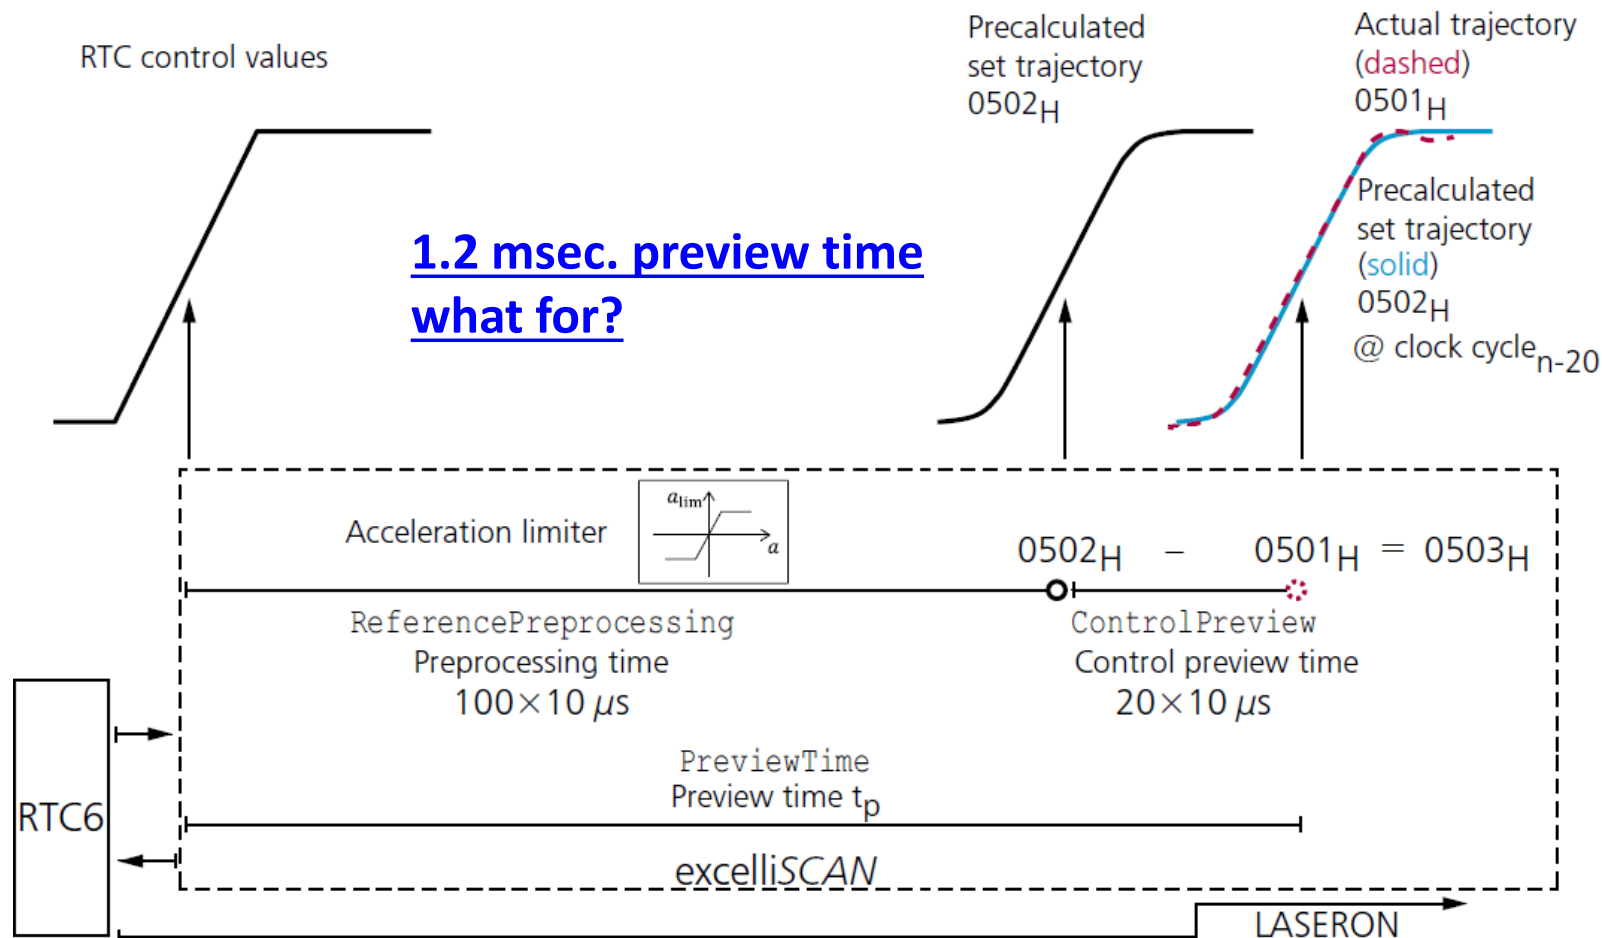 RTC control values
Precalculated
set trajectory
0502H
Actual trajectory
(dashed)
0501H
1.2 msec. preview time
what for?
Precalculated
set trajectory
(solid)
0502H
@ clock cyclen-20
Acceleration limiter
alim
a
0502H – 0501H = 0503H
ReferencePreprocessing
Preprocessing time
100×10 µs
ControlPreview
Control preview time
20×10 µs
PreviewTime
Preview time tp
RTC6
excelliSCAN
LASERON